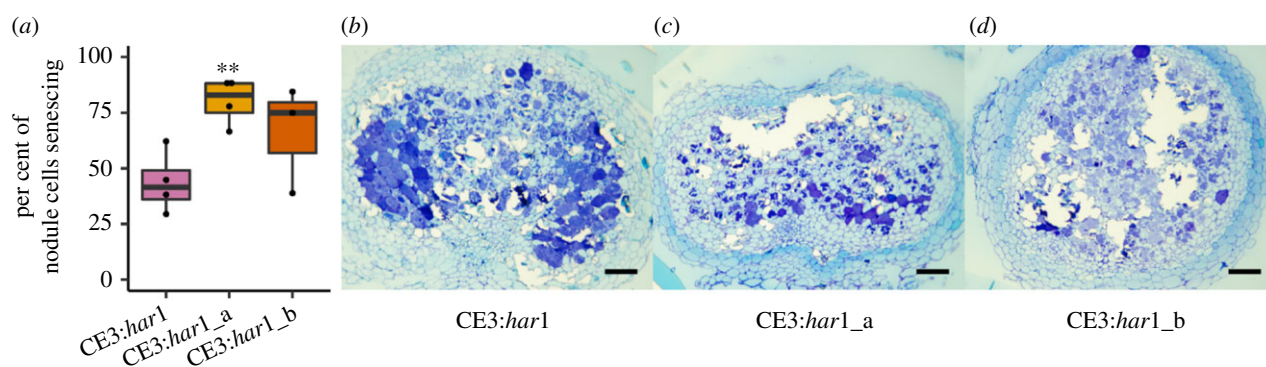 (a)
per cent of
nodule cells senescing
100
75
50
25
0
**
CE3:har1
CE3:har1_a
CE3:har1_b
(b)
CE3:har1
(c)
CE3:har1_a
(d)
CE3:har1_b